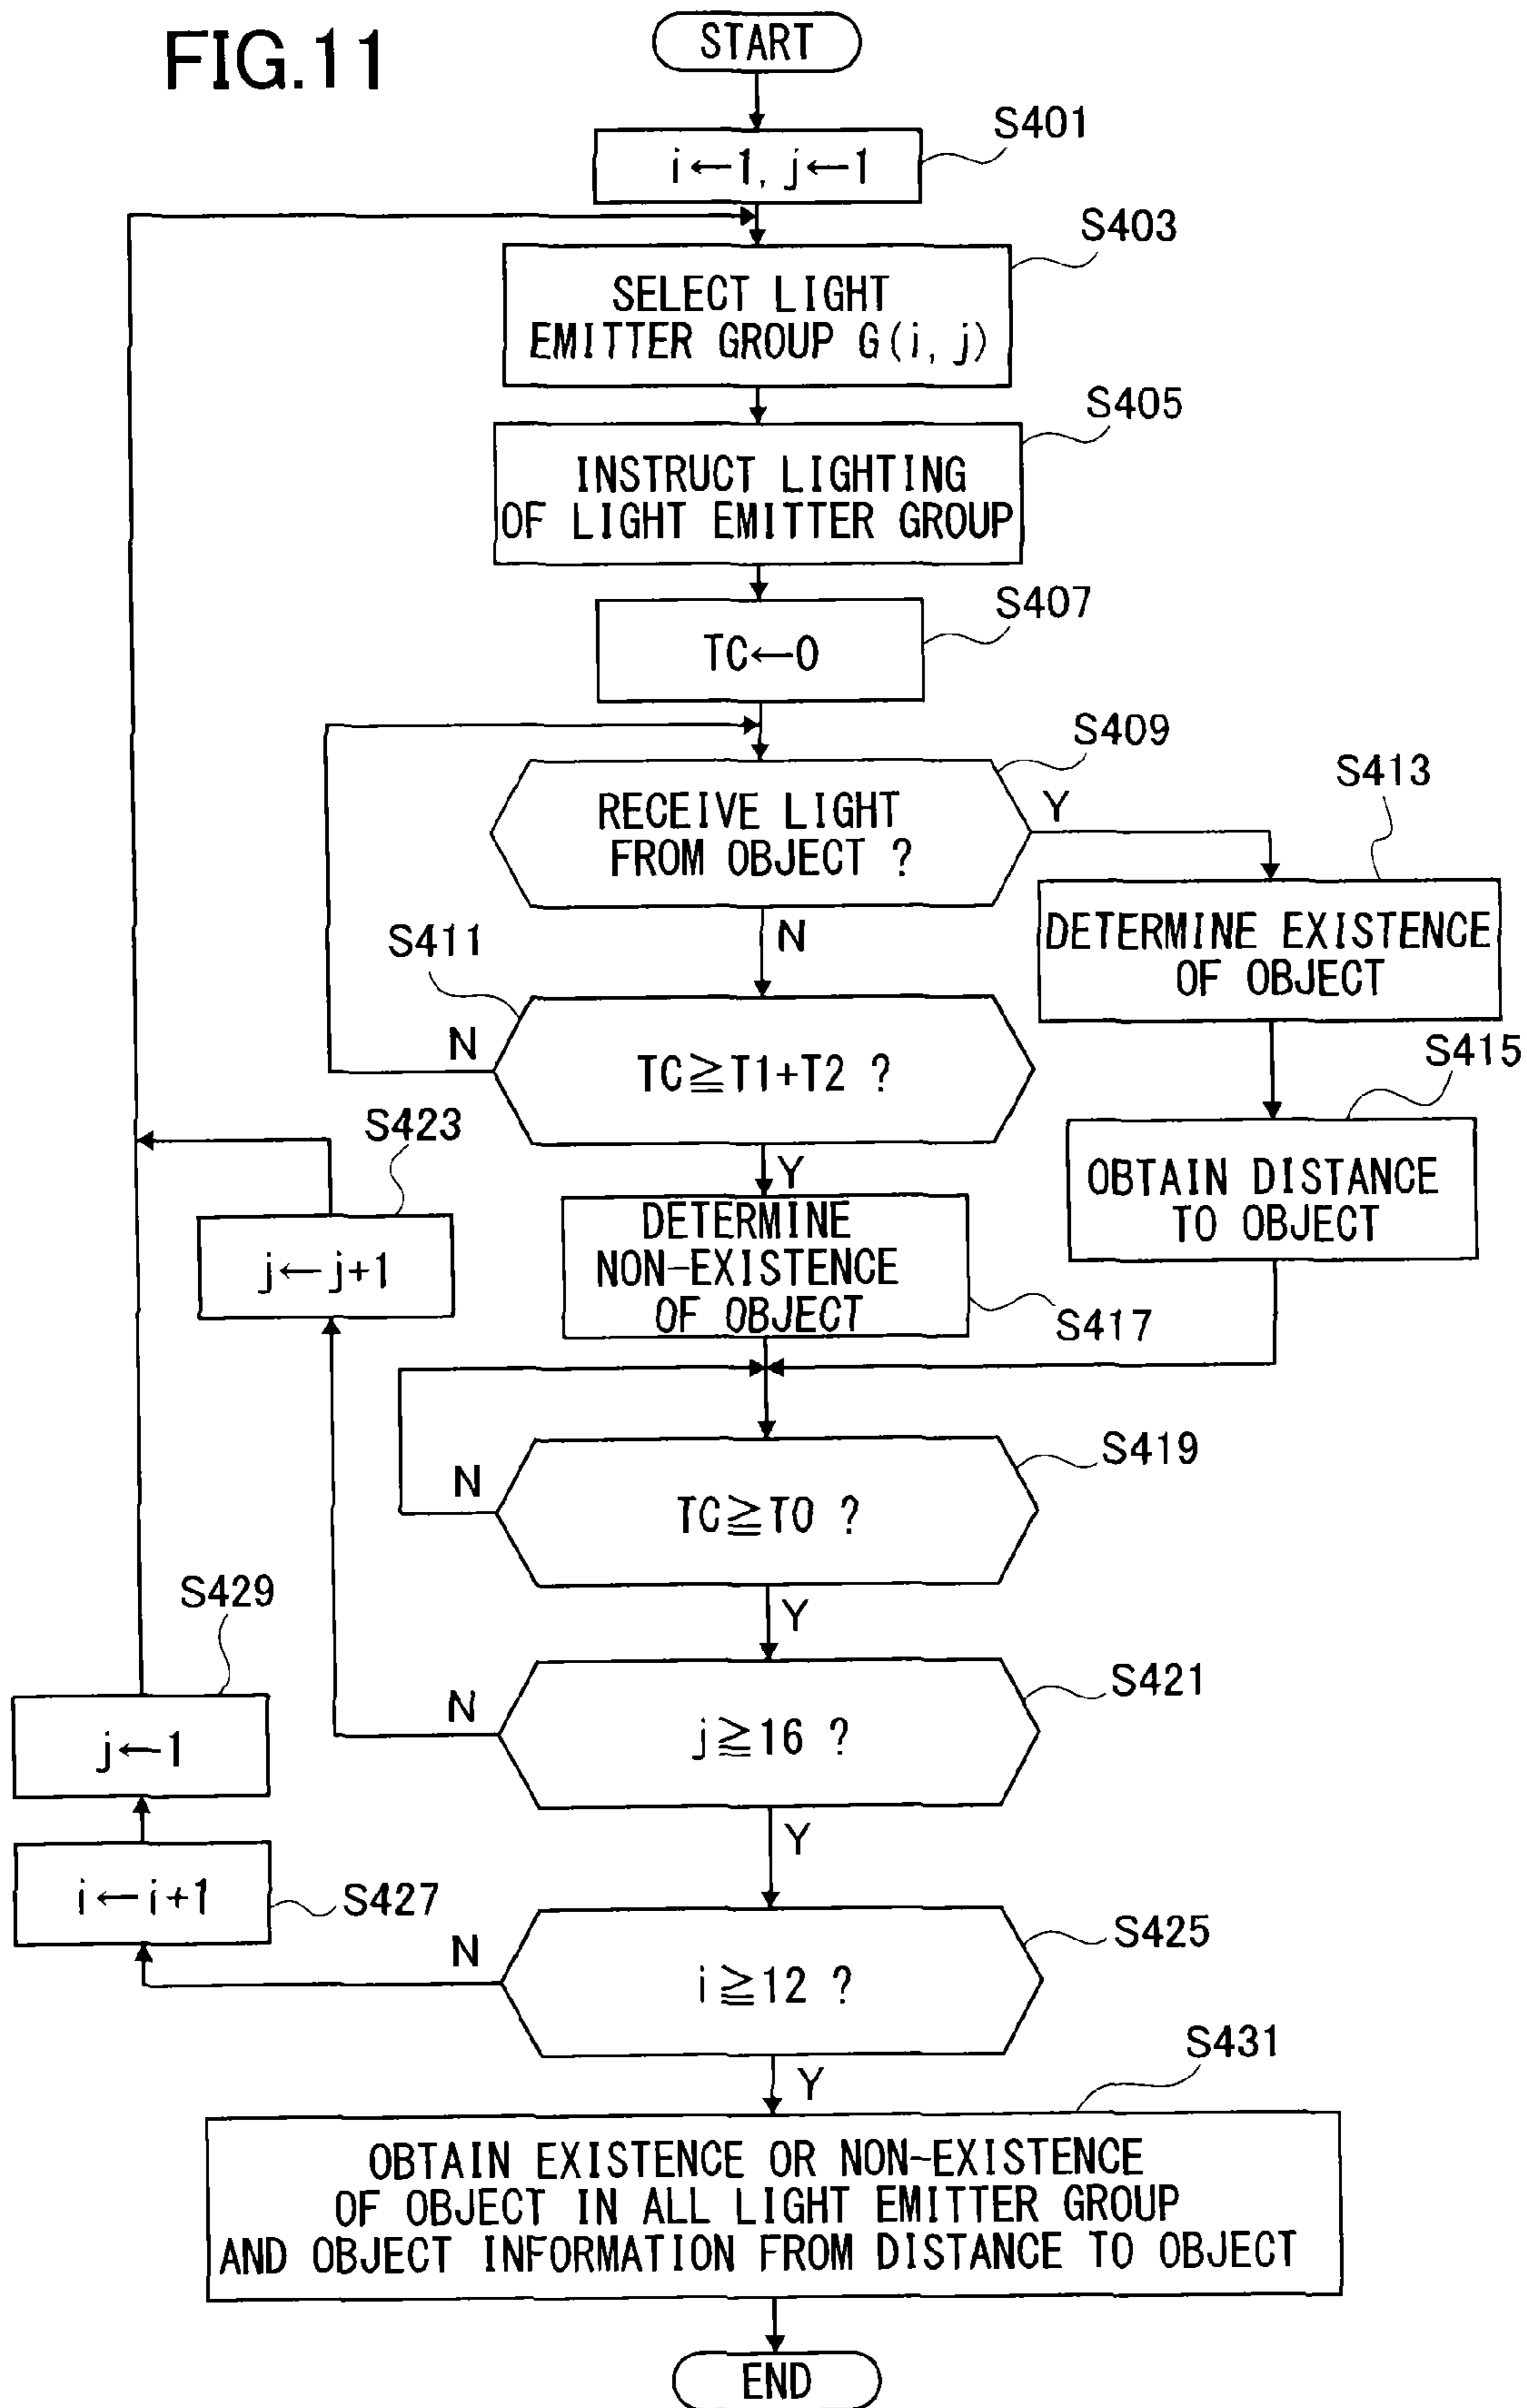 FIG.11
START
S401
i←1, j←1
S403
SELECT LIGHT
EMITTER GROUP G(i, j)
S405
INSTRUCT LIGHTING
OF LIGHT EMITTER GROUP
S407
TC←0
S409
RECEIVE LIGHT
FROM OBJECT ?
Y
N
S413
DETERMINE EXISTENCE
OF OBJECT
S411
TC≧T1+T2 ?
N
Y
S415
OBTAIN DISTANCE
TO OBJECT
S423
j←j+1
DETERMINE
NON-EXISTENCE
OF OBJECT
S417
S419
TC≧T0 ?
N
Y
S421
j≧16 ?
N
Y
S429
j←1
S427
i←i+1
S425
i≧12 ?
N
Y
S431
OBTAIN EXISTENCE OR NON-EXISTENCE
OF OBJECT IN ALL LIGHT EMITTER GROUP
AND OBJECT INFORMATION FROM DISTANCE TO OBJECT
END